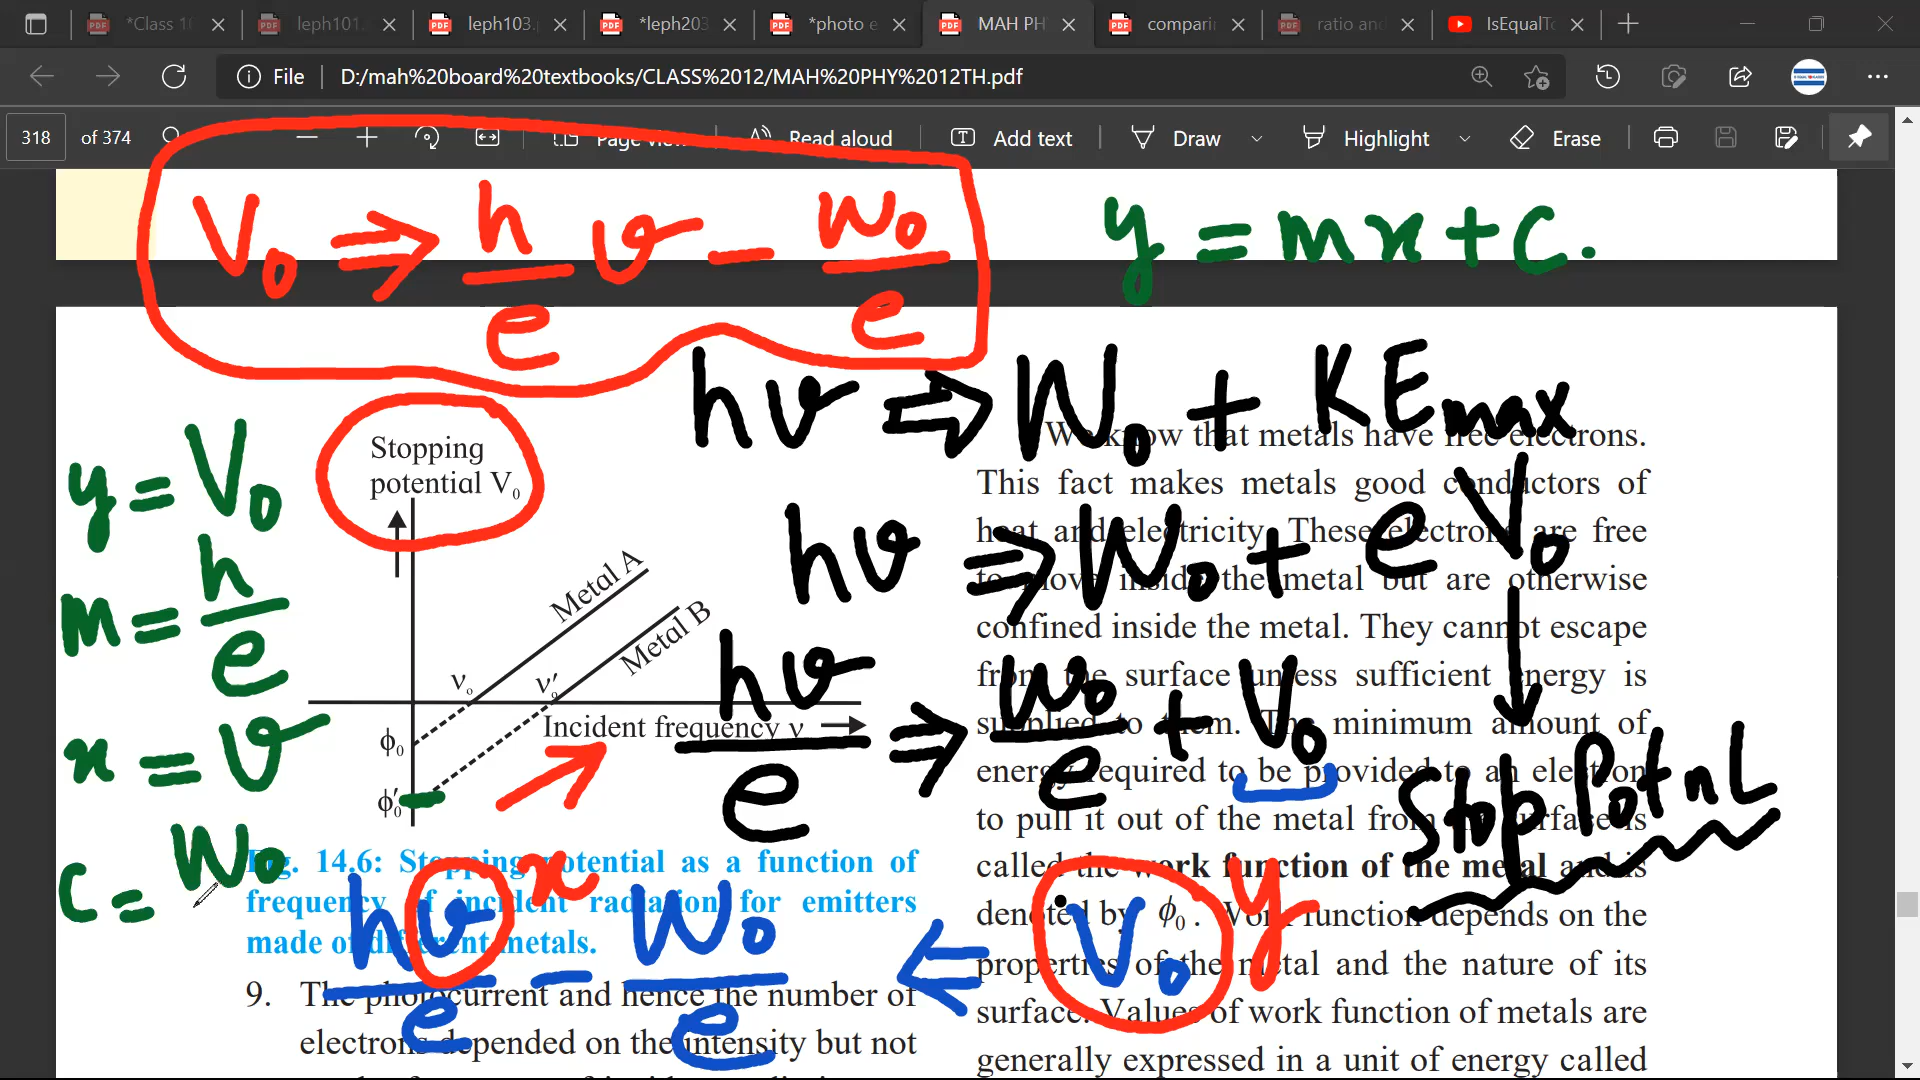 *Class 1
leph101.
leph103.
*leph203
*photo e
MAH PH
compari
ratio and
IsEqualTo
File D:/mah%20board%20textbooks/CLASS%2012/MAH%20PHY%2012TH.pdf
318 of 374 Page view Read aloud Add text Draw Highlight Erase
V₀ ⇒ h/e ν − W₀/e
y = mx + c.
hν ⇒ W₀ + KEmax
hν ⇒ W₀ + eV₀
hν/e ⇒ W₀/e + V₀
Stop Potnl
y = V₀
m = h/e
x = ν
c = W₀
Stopping
potential V₀
Metal A
Metal B
ν₀
ν₀′
Incident frequency ν
ϕ₀
ϕ₀′
Fig. 14.6: Stopping potential as a function of
frequency of incident radiation for emitters
made of different metals.
x
hν/e − W₀/e ⇐ V₀ y
9. The photocurrent and hence the number of
electrons depended on the intensity but not
We know that metals have free electrons.
This fact makes metals good conductors of
heat and electricity. These electrons are free
to move inside the metal but are otherwise
confined inside the metal. They cannot escape
from the surface unless sufficient energy is
supplied to them. The minimum amount of
energy required to be provided to an electron
to pull it out of the metal from the surface is
called the work function of the metal and is
denoted by ϕ₀. Work function depends on the
properties of the metal and the nature of its
surface. Values of work function of metals are
generally expressed in a unit of energy called